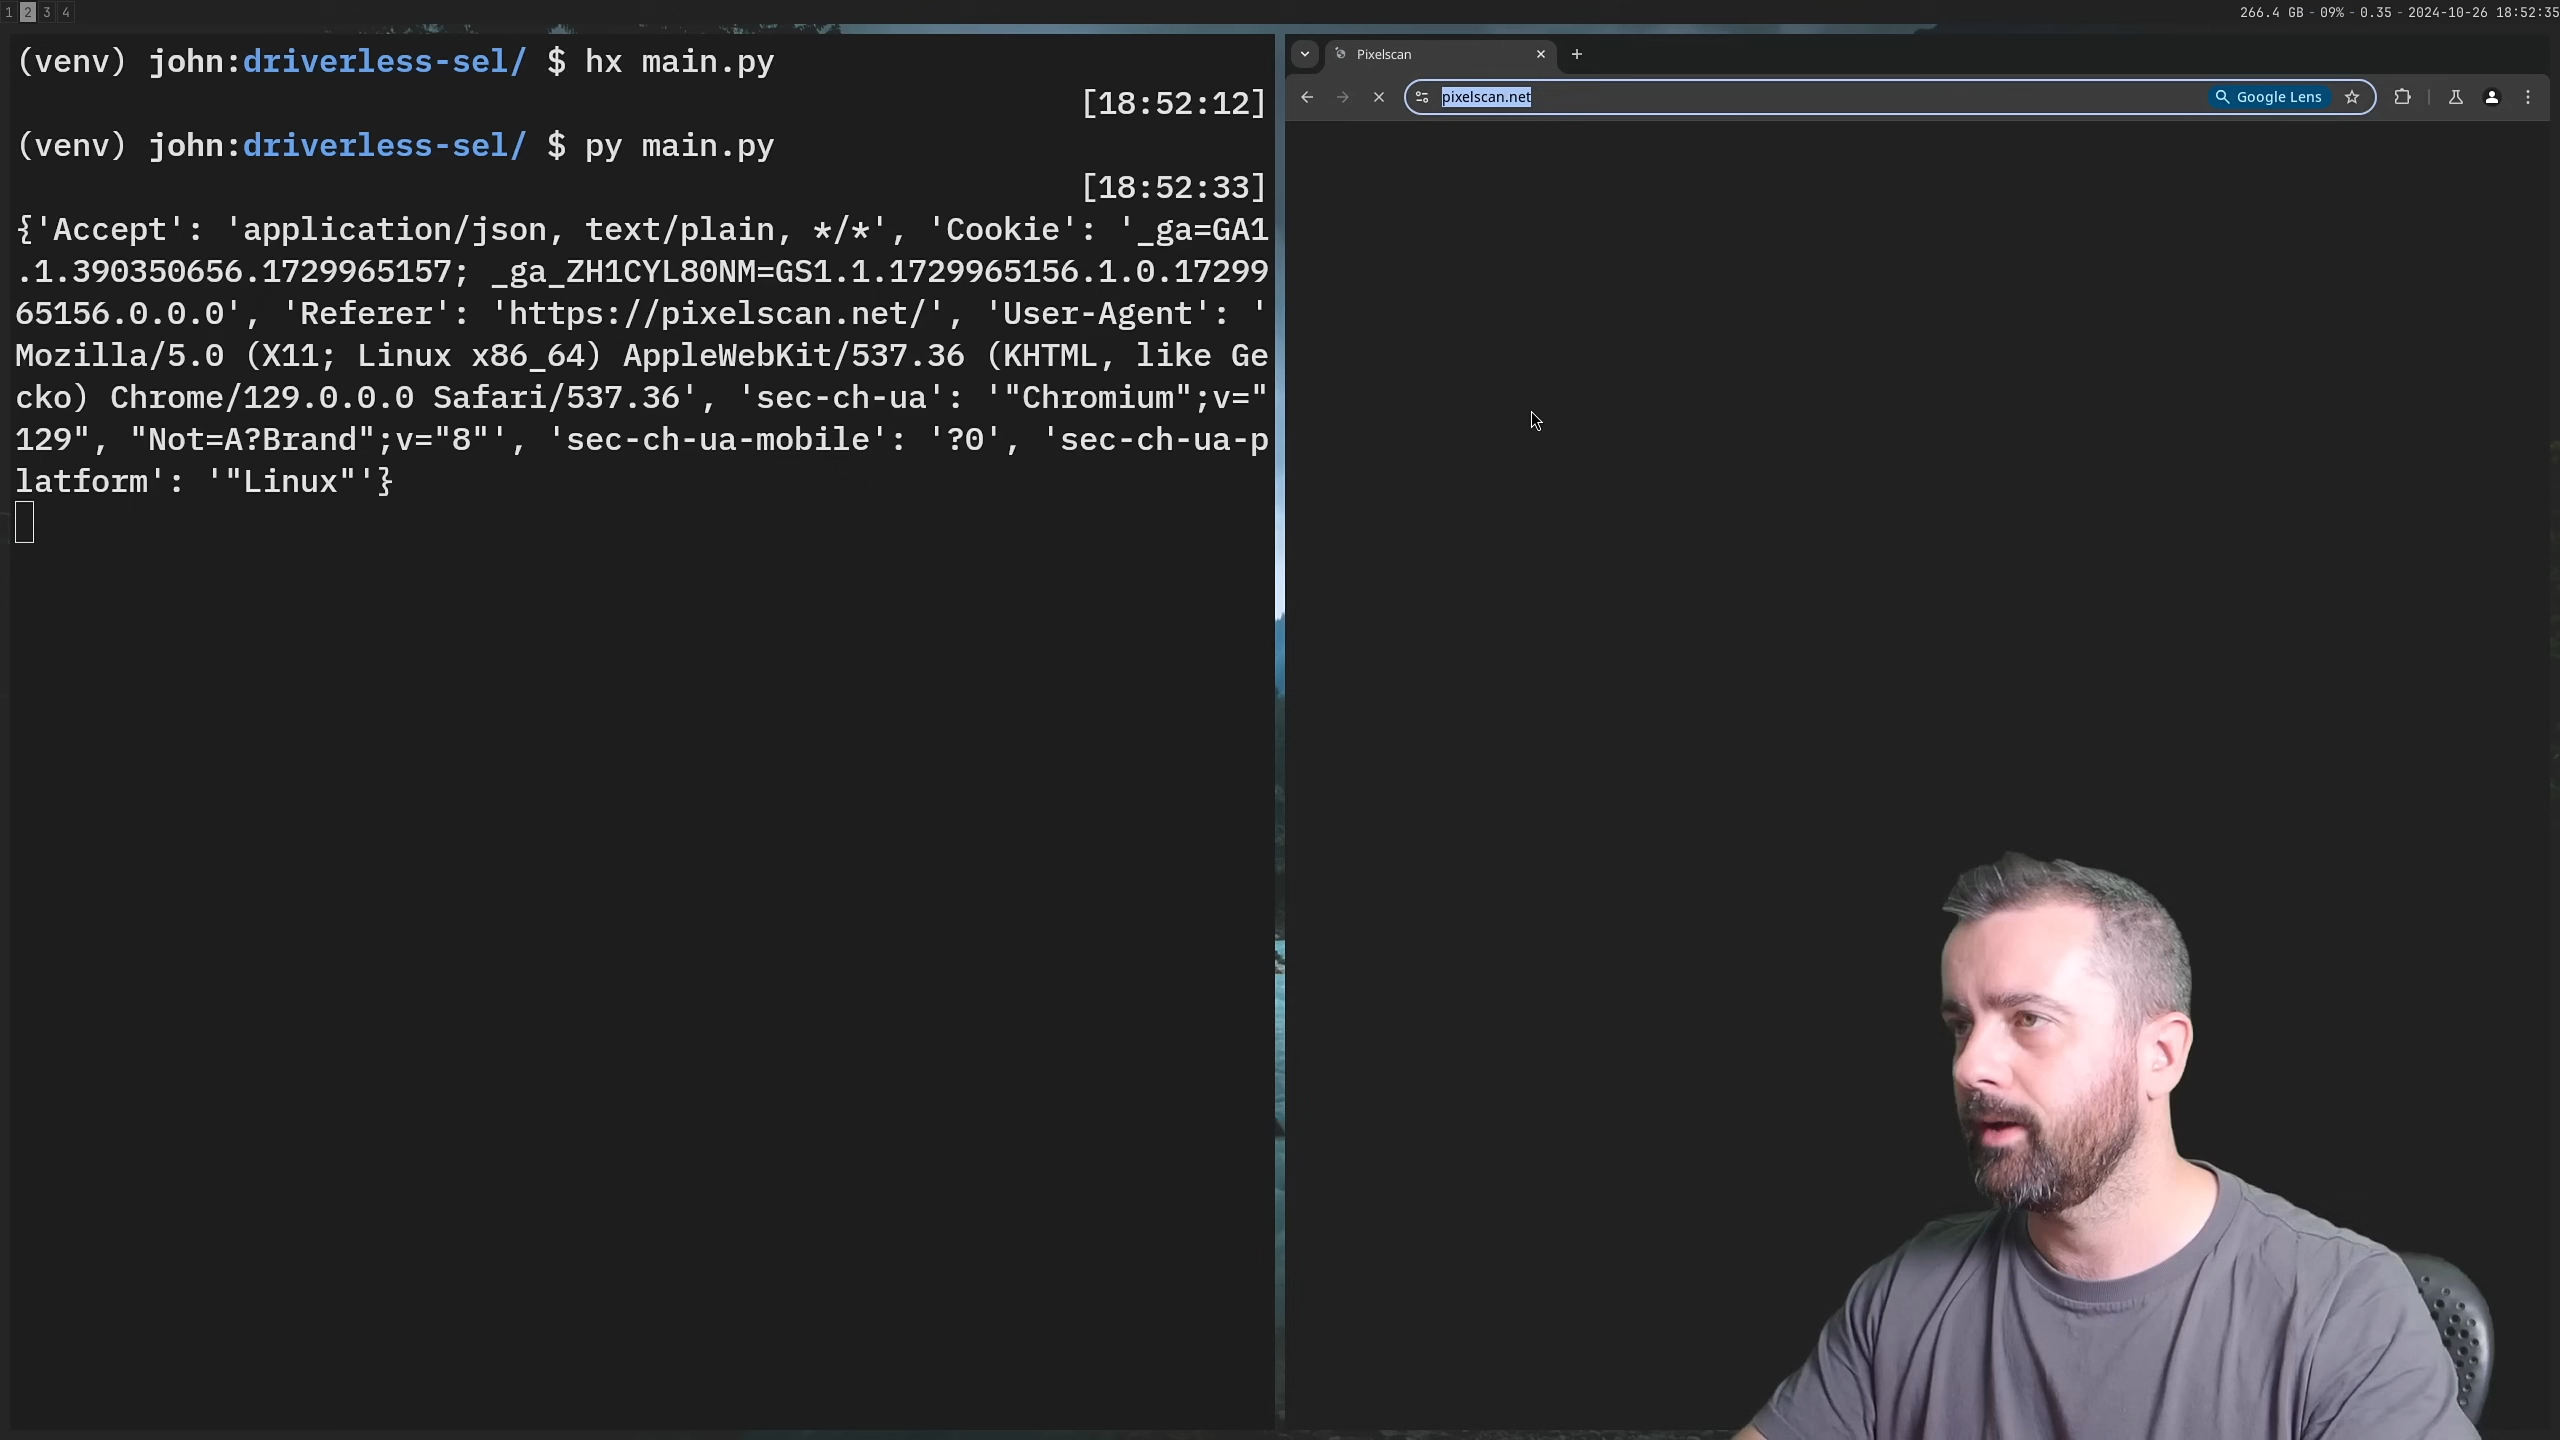 1 2 3 4
266.4 GB - 09% - 0.35 - 2024-10-26 18:52:35
(venv) john:driverless-sel/ $ hx main.py
[18:52:12]
(venv) john:driverless-sel/ $ py main.py
[18:52:33]
{'Accept': 'application/json, text/plain, */*', 'Cookie': '_ga=GA1
.1.390350656.1729965157; _ga_ZH1CYL80NM=GS1.1.1729965156.1.0.17299
65156.0.0.0', 'Referer': 'https://pixelscan.net/', 'User-Agent': '
Mozilla/5.0 (X11; Linux x86_64) AppleWebKit/537.36 (KHTML, like Ge
cko) Chrome/129.0.0.0 Safari/537.36', 'sec-ch-ua': '"Chromium";v="
129", "Not=A?Brand";v="8"', 'sec-ch-ua-mobile': '?0', 'sec-ch-ua-p
latform': '"Linux"'}
Pixelscan
pixelscan.net
Google Lens